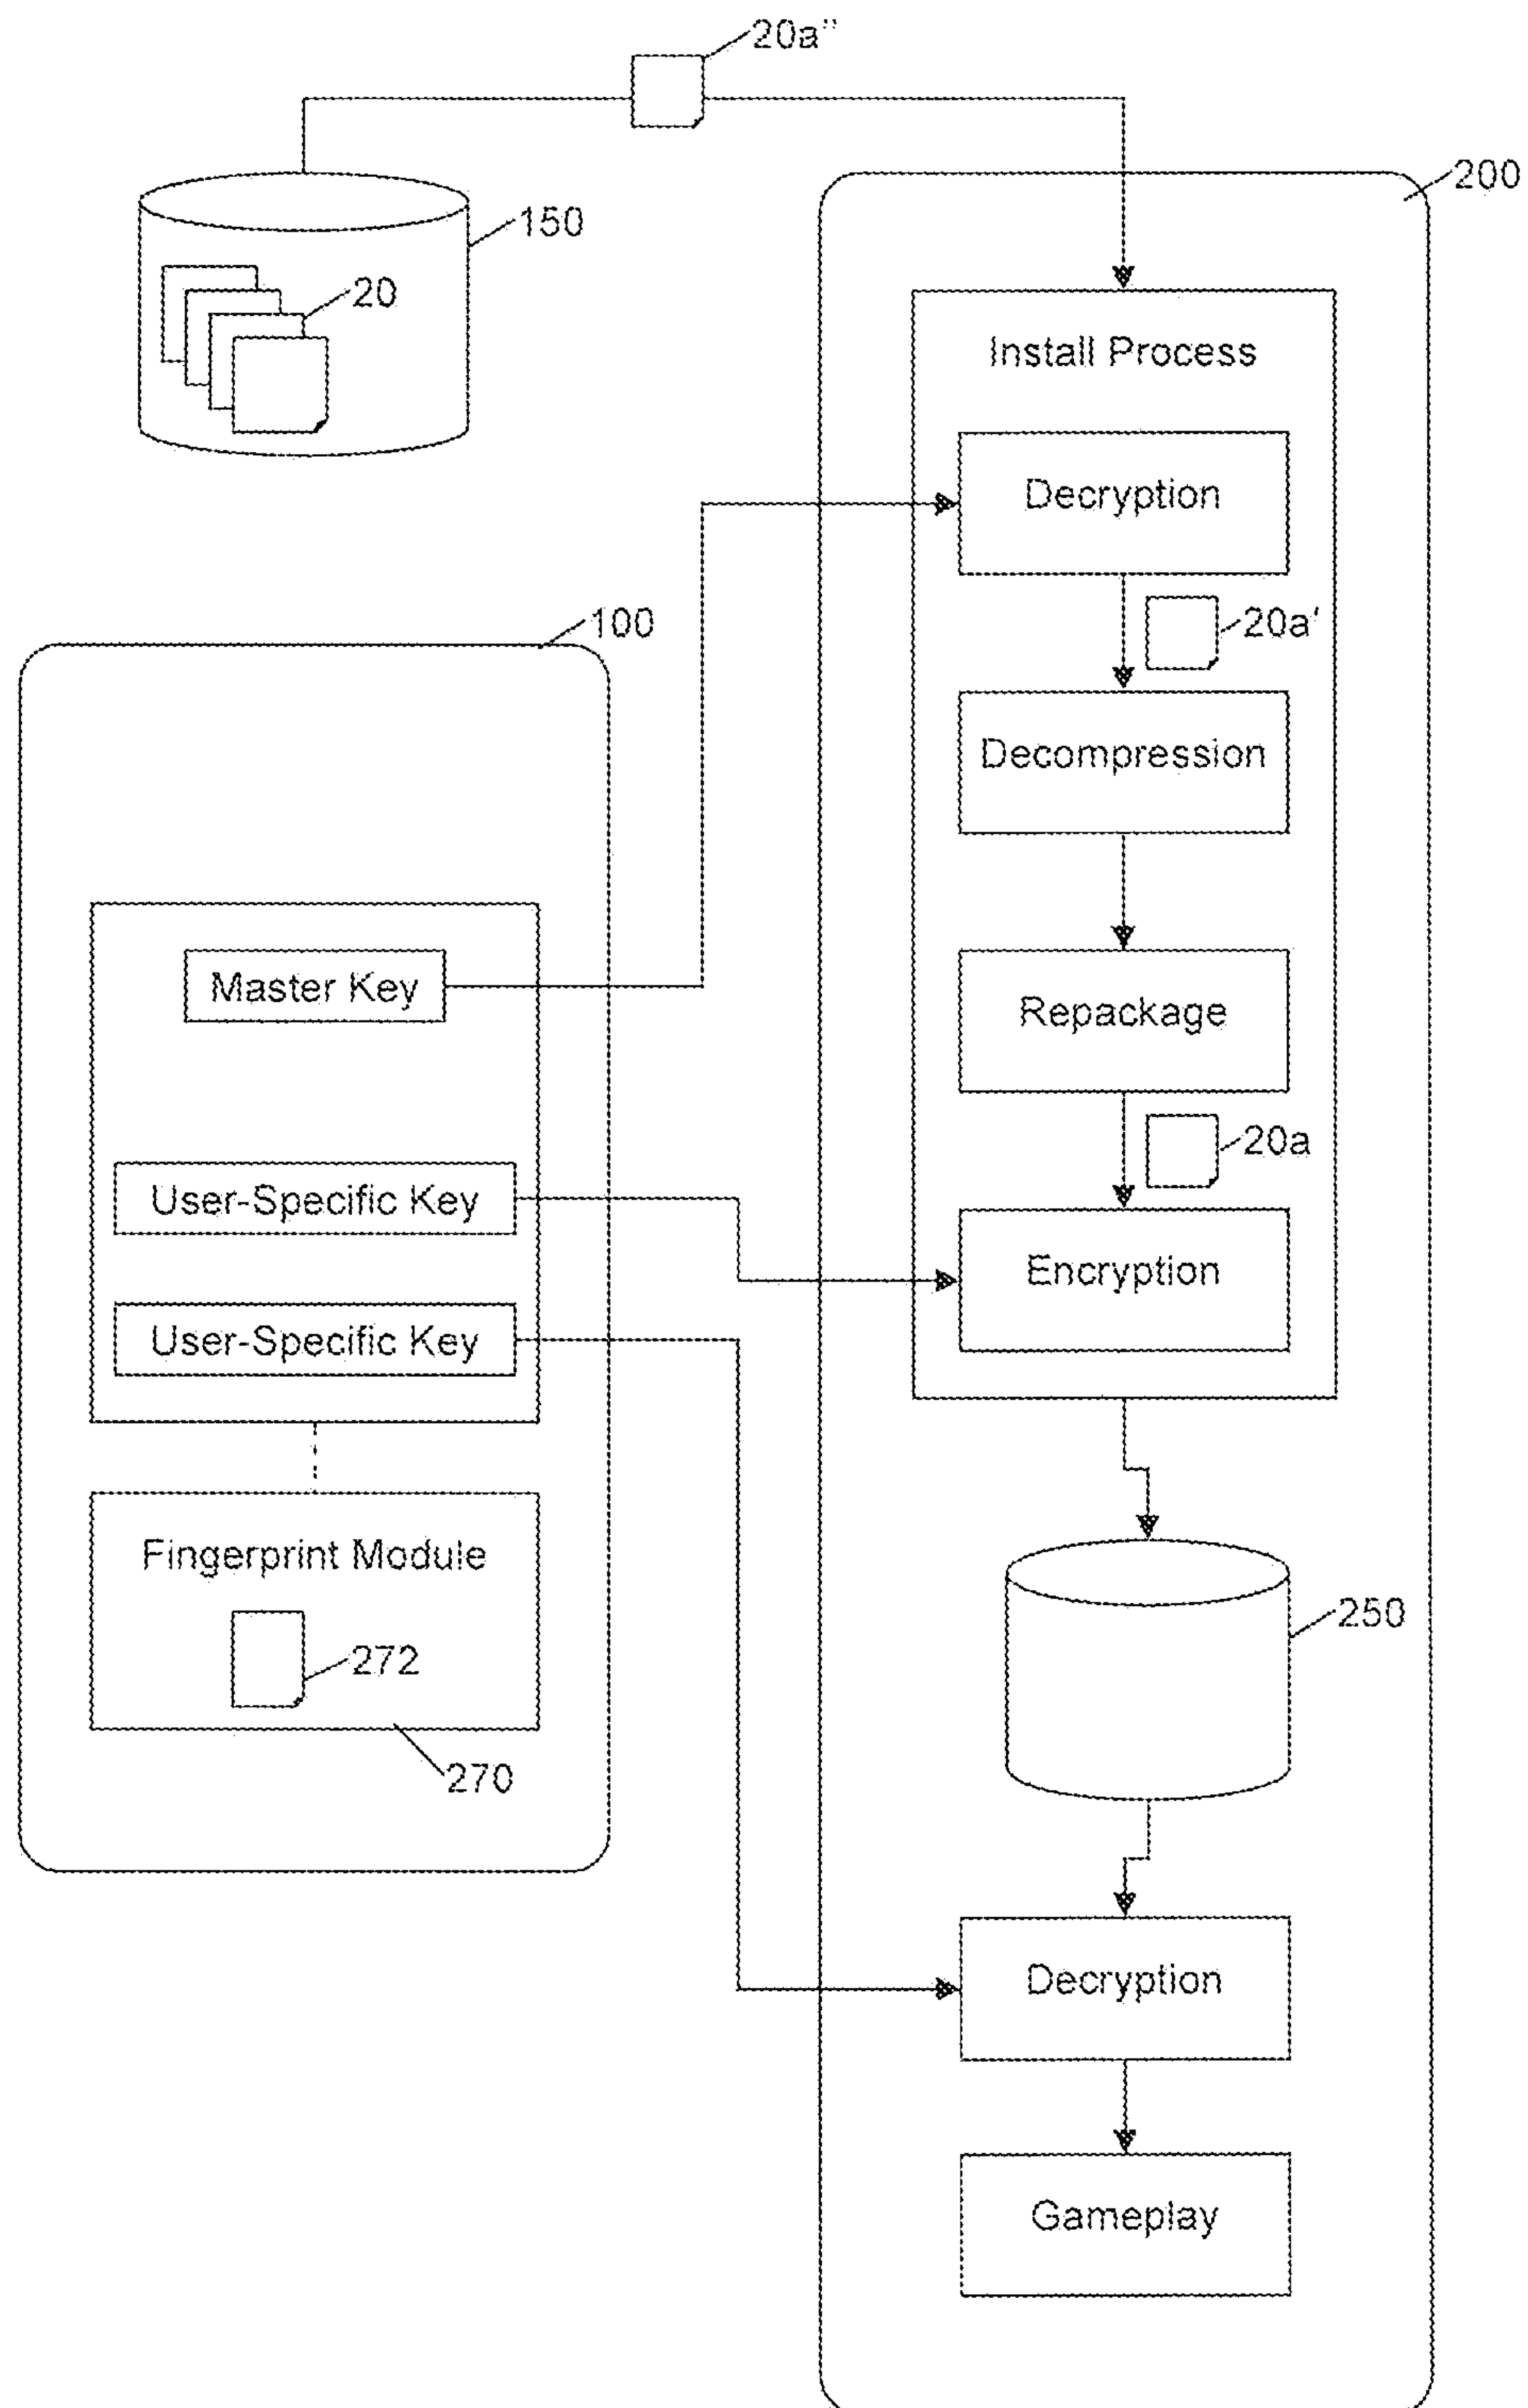 20a"
200
150
20
Install Process
Decryption
20a'
100
Decompression
Master Key
Repackage
20a
User-Specific Key
Encryption
User-Specific Key
Fingerprint Module
272
270
250
Decryption
Gameplay